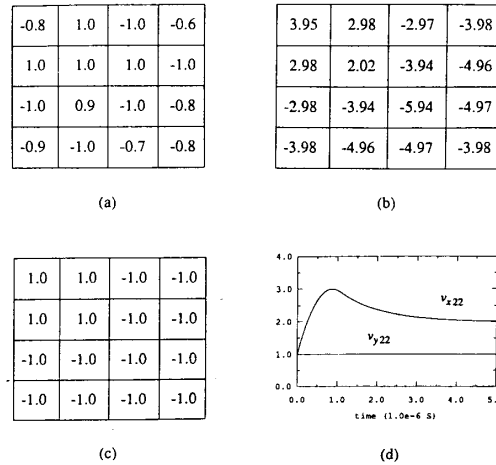 -0.8 1.0 -1.0 -0.6
1.0 1.0 1.0 -1.0
-1.0 0.9 -1.0 -0.8
-0.9 -1.0 -0.7 -0.8
(a)
3.95 2.98 -2.97 -3.98
2.98 2.02 -3.94 -4.96
-2.98 -3.94 -5.94 -4.97
-3.98 -4.96 -4.97 -3.98
(b)
1.0 1.0 -1.0 -1.0
1.0 1.0 -1.0 -1.0
-1.0 -1.0 -1.0 -1.0
-1.0 -1.0 -1.0 -1.0
(c)
4.0
3.0
2.0
1.0
0.0
vx22
vy22
0.0 1.0 2.0 3.0 4.0 5.
time (1.0e-6 S)
(d)